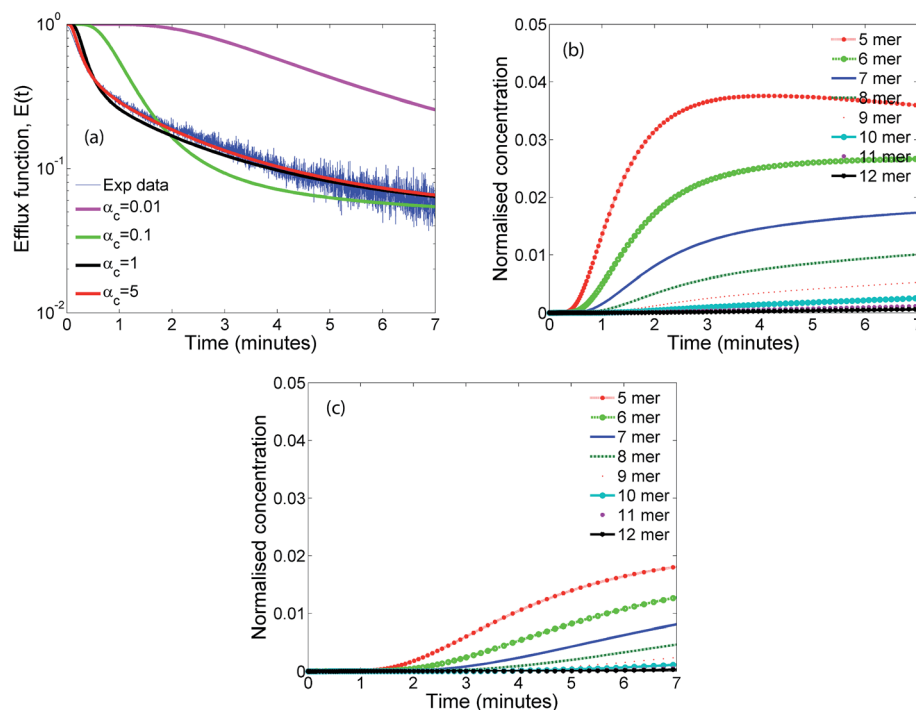 10⁰
10⁻¹
10⁻²
Efflux function, E(t)
(a)
Exp data
α_c=0.01
α_c=0.1
α_c=1
α_c=5
0 1 2 3 4 5 6 7
Time (minutes)
0.05
0.04
0.03
0.02
0.01
0
Normalised concentration
(b)
5 mer
6 mer
7 mer
8 mer
9 mer
10 mer
11 mer
12 mer
0 1 2 3 4 5 6 7
Time (minutes)
0.05
0.04
0.03
0.02
0.01
0
Normalised concentration
(c)
5 mer
6 mer
7 mer
8 mer
9 mer
10 mer
11 mer
12 mer
0 1 2 3 4 5 6 7
Time (minutes)